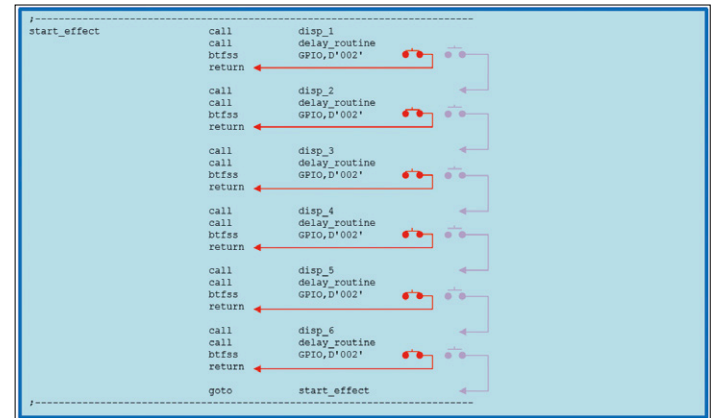 ;------------------------------------------------------------------------
start_effect call disp_1
call delay_routine
btfss GPIO,D'002'
return
call disp_2
call delay_routine
btfss GPIO,D'002'
return
call disp_3
call delay_routine
btfss GPIO,D'002'
return
call disp_4
call delay_routine
btfss GPIO,D'002'
return
call disp_5
call delay_routine
btfss GPIO,D'002'
return
call disp_6
call delay_routine
btfss GPIO,D'002'
return
goto start_effect
;------------------------------------------------------------------------